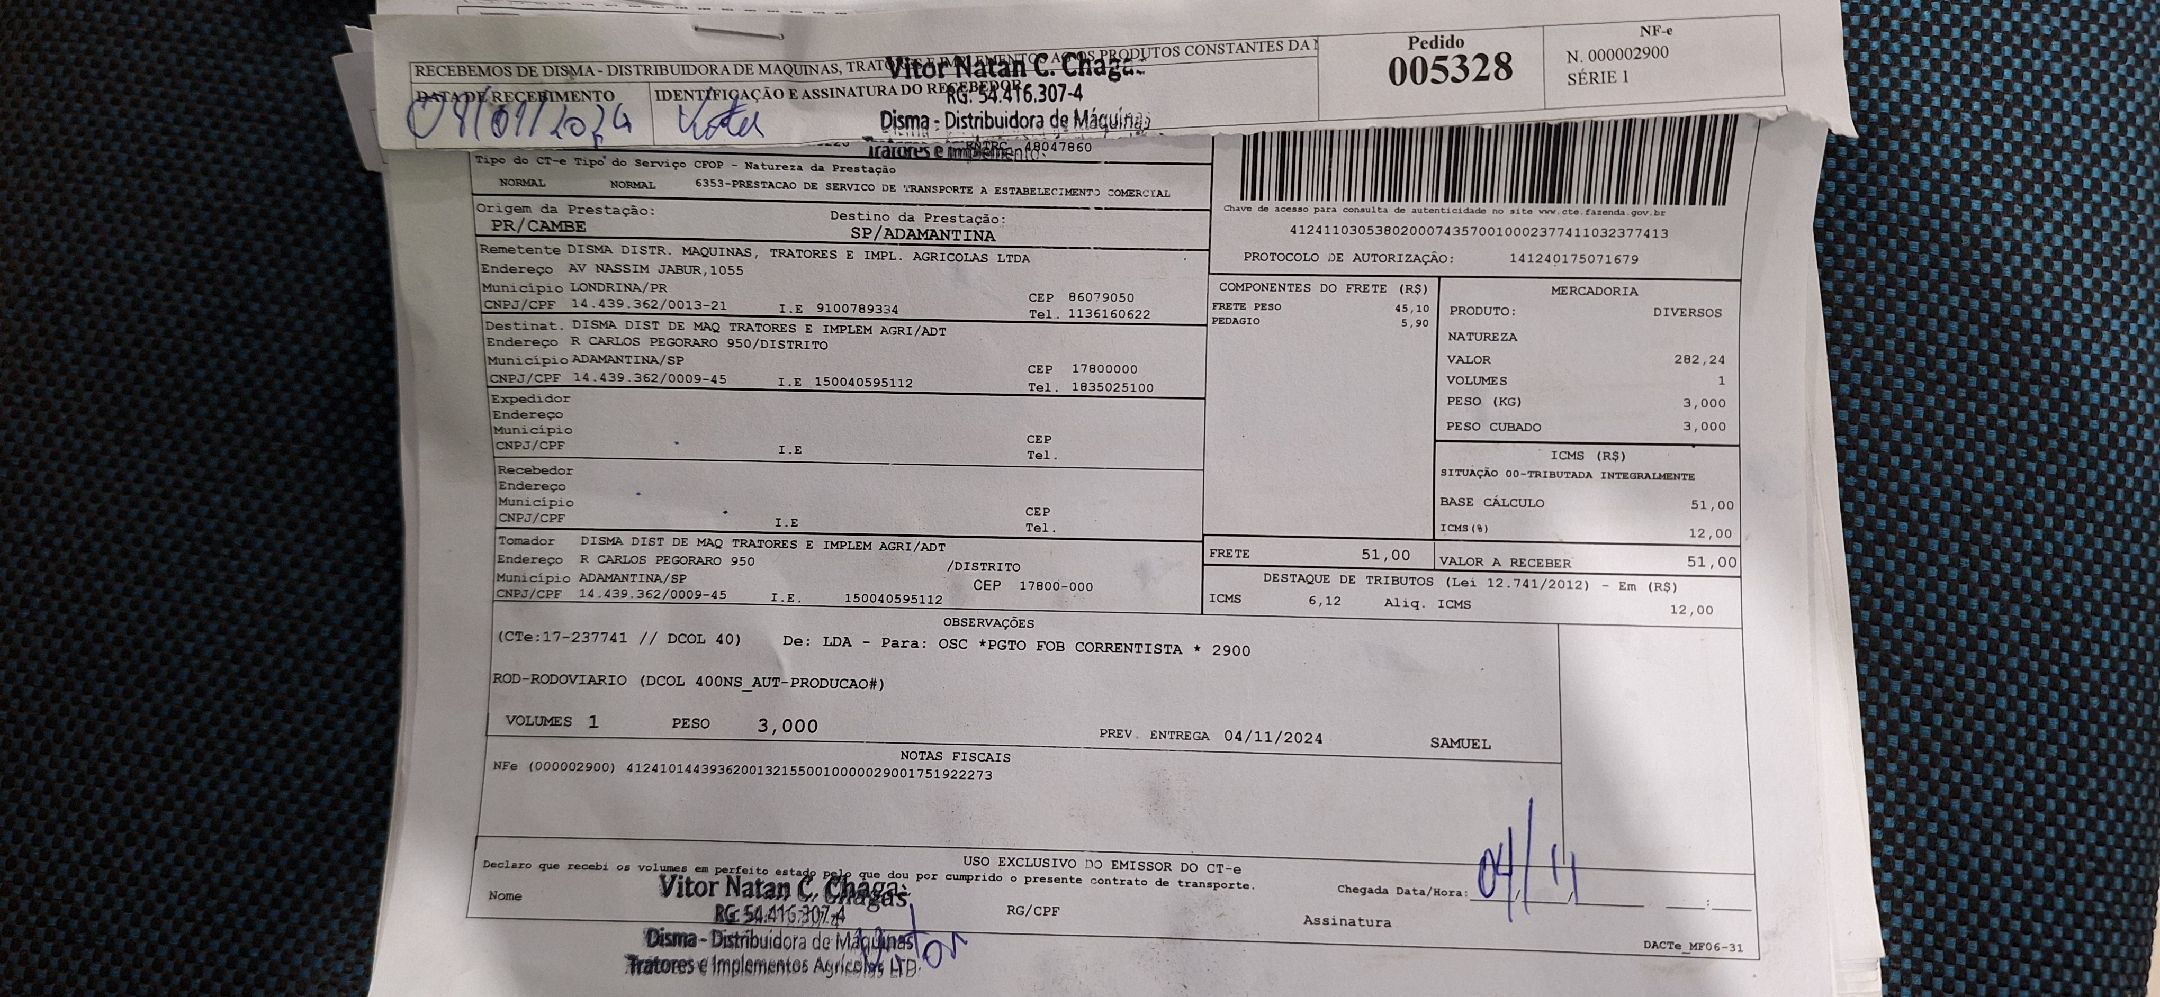 RECEBEMOS DE DISMA - DISTRIBUIDORA DE MAQUINAS, PRODUTOS CONSTANTES DA
Pedido
005328
NF-e
N. 000002900
SÉRIE 1
DATA DE RECEBIMENTO
IDENTIFICAÇÃO E ASSINATURA DO RECEBEDOR
Vitor Natan C. Chagas
RG: 54.416.307-4
Disma - Distribuidora de Máquinas
Tratores e Implementos
Vitor
48047860
Tipo do CT-e Tipo do Serviço CFOP - Natureza da Prestação
NORMAL NORMAL 6353-PRESTACAO DE SERVICO DE TRANSPORTE A ESTABELECIMENTO COMERCIAL
Origem da Prestação: Destino da Prestação:
PR/CAMBE SP/ADAMANTINA
Chave de acesso para consulta de autenticidade no site www.cte.fazenda.gov.br
41241103053802000743570010002377411032377413
PROTOCOLO DE AUTORIZAÇÃO: 141240175071679
Remetente DISMA DISTR. MAQUINAS, TRATORES E IMPL. AGRICOLAS LTDA
Endereço AV NASSIM JABUR,1055
Município LONDRINA/PR CEP 86079050
CNPJ/CPF 14.439.362/0013-21 I.E 9100789334 Tel. 1136160622
Destinat. DISMA DIST DE MAQ TRATORES E IMPLEM AGRI/ADT
Endereço R CARLOS PEGORARO 950/DISTRITO
Município ADAMANTINA/SP CEP 17800000
CNPJ/CPF 14.439.362/0009-45 I.E 150040595112 Tel. 1835025100
Expedidor
Endereço
Município CEP
CNPJ/CPF I.E Tel.
Recebedor
Endereço
Município CEP
CNPJ/CPF I.E Tel.
Tomador DISMA DIST DE MAQ TRATORES E IMPLEM AGRI/ADT
Endereço R CARLOS PEGORARO 950 /DISTRITO
Município ADAMANTINA/SP CEP 17800-000
CNPJ/CPF 14.439.362/0009-45 I.E. 150040595112
COMPONENTES DO FRETE (R$)
FRETE PESO 45,10
PEDAGIO 5,90
MERCADORIA
PRODUTO: DIVERSOS
NATUREZA
VALOR 282,24
VOLUMES 1
PESO (KG) 3,000
PESO CUBADO 3,000
ICMS (R$)
SITUAÇÃO 00-TRIBUTADA INTEGRALMENTE
BASE CÁLCULO 51,00
ICMS(%) 12,00
FRETE 51,00
VALOR A RECEBER 51,00
DESTAQUE DE TRIBUTOS (Lei 12.741/2012) - Em (R$)
ICMS 6,12 Aliq. ICMS 12,00
OBSERVAÇÕES
(CTe:17-237741 // DCOL 40) De: LDA - Para: OSC *PGTO FOB CORRENTISTA * 2900
ROD-RODOVIARIO (DCOL 400NS_AUT-PRODUCAO#)
VOLUMES 1 PESO 3,000 PREV. ENTREGA 04/11/2024 SAMUEL
NOTAS FISCAIS
NFe (000002900) 41241014439362001321550010000029001751922273
USO EXCLUSIVO DO EMISSOR DO CT-e
Declaro que recebi os volumes em perfeito estado pelo que dou por cumprido o presente contrato de transporte.
Nome RG/CPF Assinatura
Chegada Data/Hora: 04/11
Vitor Natan C. Chagas
RG: 54.416.307-4
Disma - Distribuidora de Máquinas
Tratores e Implementos Agrícolas LTD
Vitor
DACTe_MF06-31